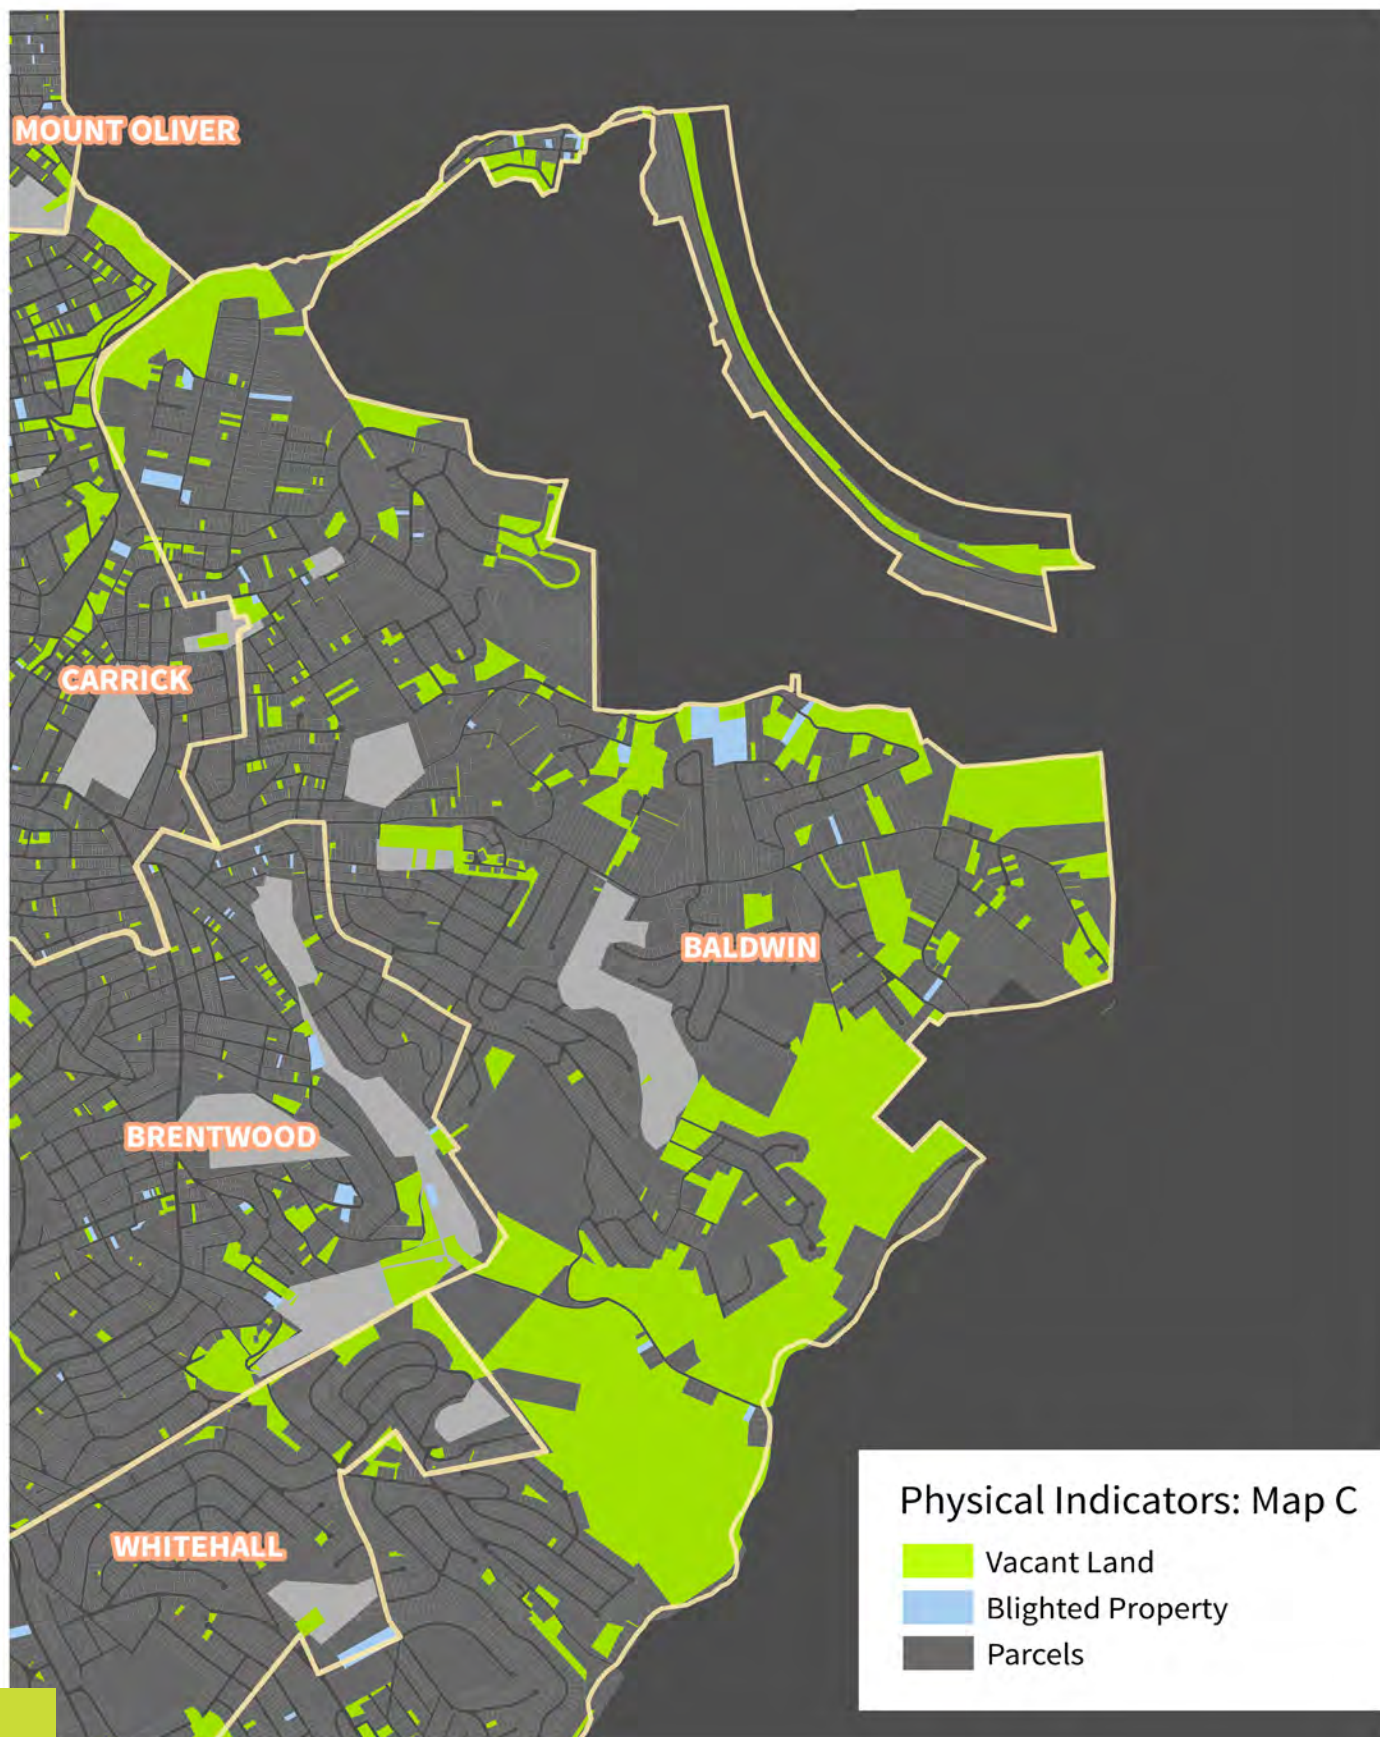 MOUNT OLIVER
CARRICK
BALDWIN
BRENTWOOD
WHITEHALL
Physical Indicators: Map C
Vacant Land
Blighted Property
Parcels